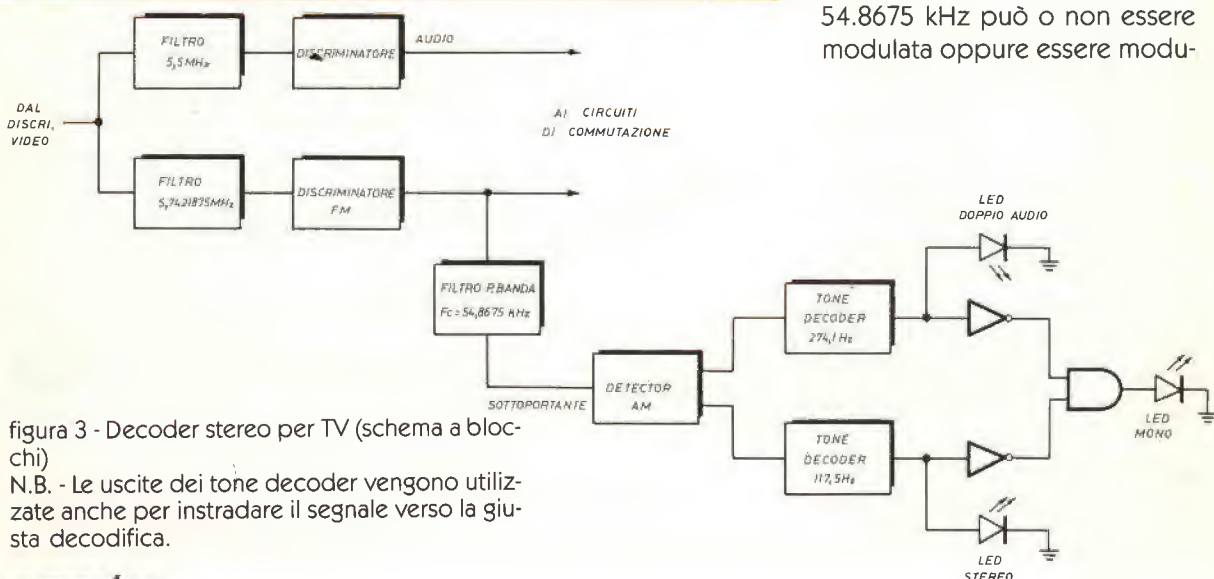 54.8675 kHz può o non essere
modulata oppure essere modu-
FILTRO
5,5MHz
DISCRIMINATORE
AUDIO
DAL
DISCRI.
VIDEO
AI CIRCUITI
DI COMMUTAZIONE
FILTRO
5,7421875MHz
DISCRIMINATORE
FM
FILTRO P.BANDA
Fc=54,8675 KHz
SOTTOPORTANTE
DETECTOR
AM
TONE
DECODER
274,1Hz
LED
DOPPIO AUDIO
TONE
DECODER
117,5Hz
LED
STEREO
LED
MONO
figura 3 - Decoder stereo per TV (schema a bloc-
chi)
N.B. - Le uscite dei tone decoder vengono utiliz-
zate anche per instradare il segnale verso la giu-
sta decodifica.